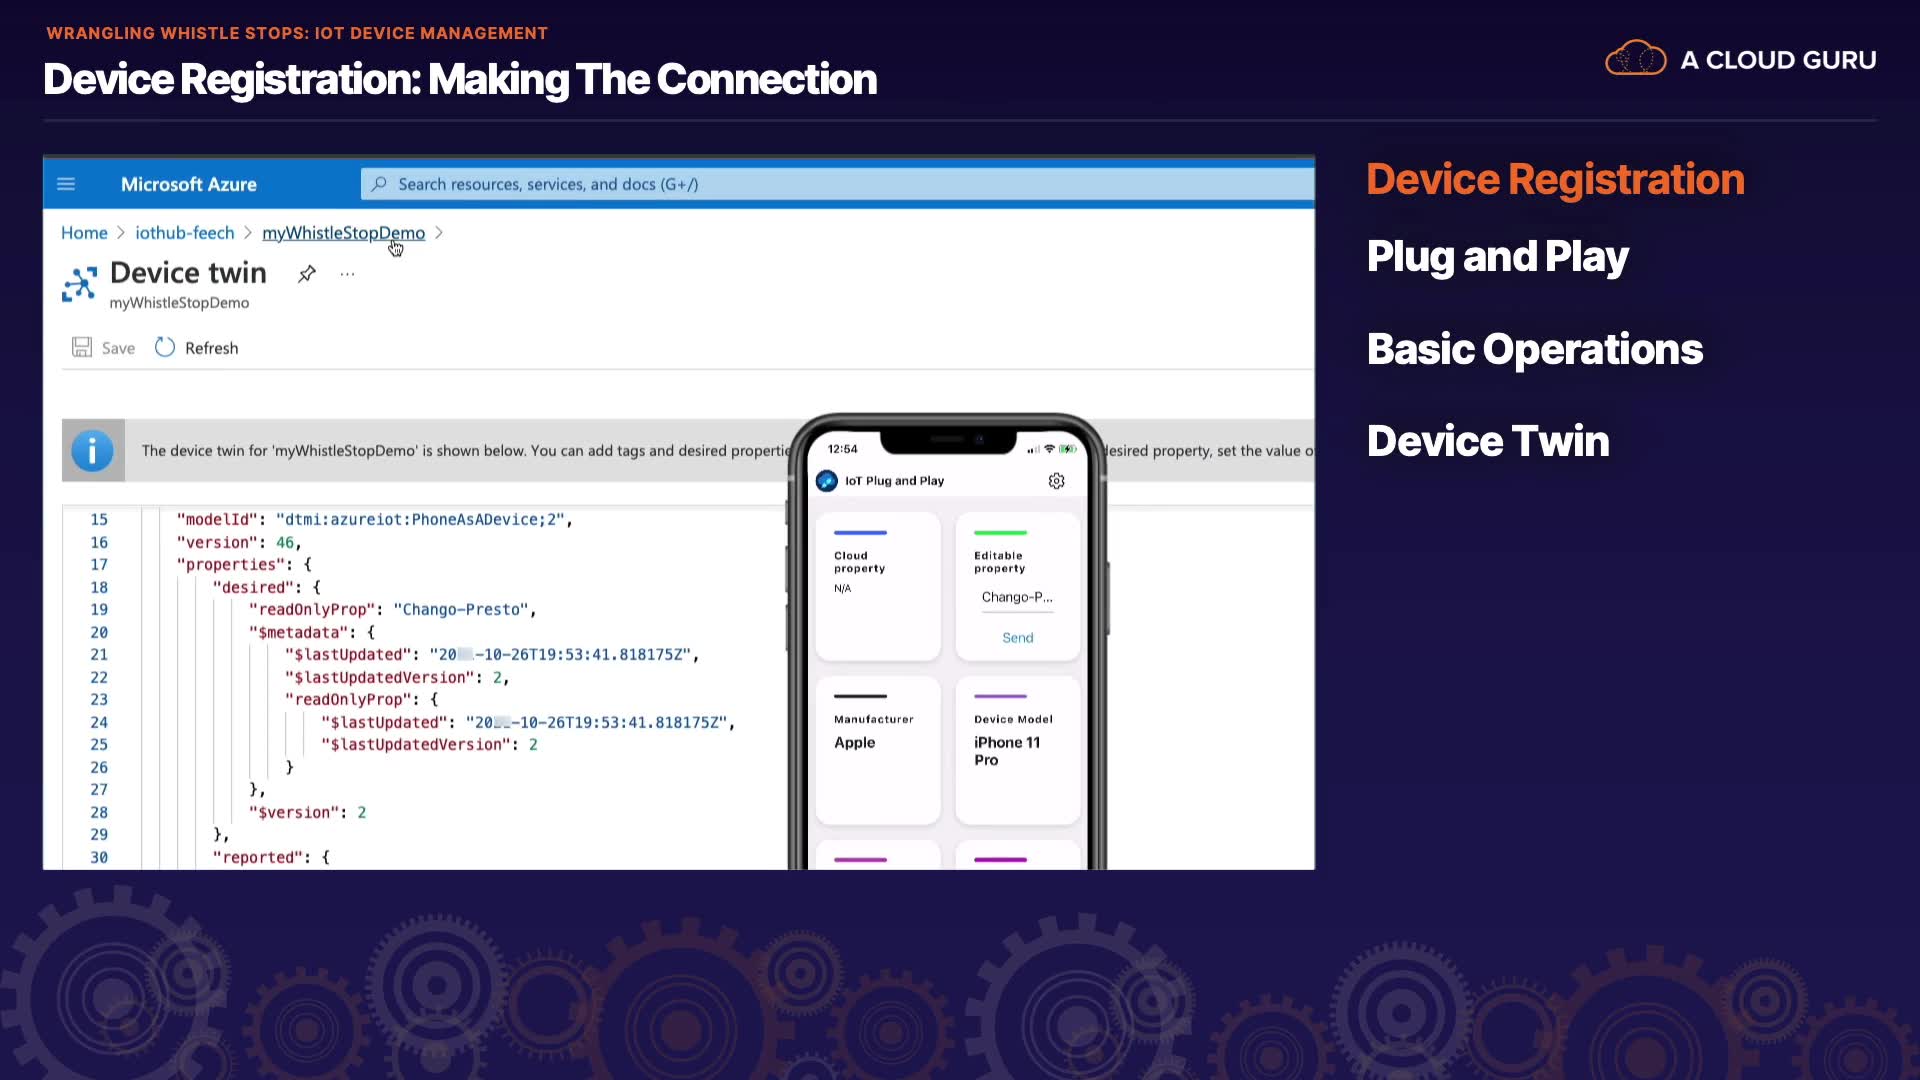 WRANGLING WHISTLE STOPS: IOT DEVICE MANAGEMENT
Device Registration: Making The Connection
A CLOUD GURU
Microsoft Azure
Search resources, services, and docs (G+/)
Home > iothub-feech > myWhistleStopDemo >
Device twin
...
myWhistleStopDemo
Save
Refresh
The device twin for 'myWhistleStopDemo' is shown below. You can add tags and desired
desired property, set the value
15 "modelId": "dtmi:azureiot:PhoneAsADevice;2",
16 "version": 46,
17 "properties": {
18 "desired": {
19 "readOnlyProp": "Chango-Presto",
20 "$metadata": {
21 "$lastUpdated": "20 -10-26T19:53:41.818175Z",
22 "$lastUpdatedVersion": 2,
23 "readOnlyProp": {
24 "$lastUpdated": "20 -10-26T19:53:41.818175Z",
25 "$lastUpdatedVersion": 2
26 }
27 },
28 "$version": 2
29 },
30 "reported": {
12:54
IoT Plug and Play
Cloud
property
N/A
Editable
property
Chango-P...
Send
Manufacturer
Apple
Device Model
iPhone 11
Pro
Device Registration
Plug and Play
Basic Operations
Device Twin